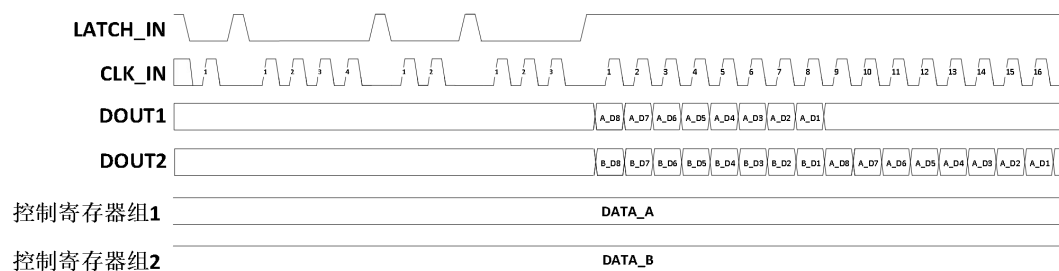 LATCH_IN
CLK_IN 1 1 2 3 4 1 2 1 2 3 1 2 3 4 5 6 7 8 9 10 11 12 13 14 15 16
DOUT1 A_D8 A_D7 A_D6 A_D5 A_D4 A_D3 A_D2 A_D1
DOUT2 B_D8 B_D7 B_D6 B_D5 B_D4 B_D3 B_D2 B_D1 A_D8 A_D7 A_D6 A_D5 A_D4 A_D3 A_D2 A_D1
控制寄存器组1 DATA_A
控制寄存器组2 DATA_B